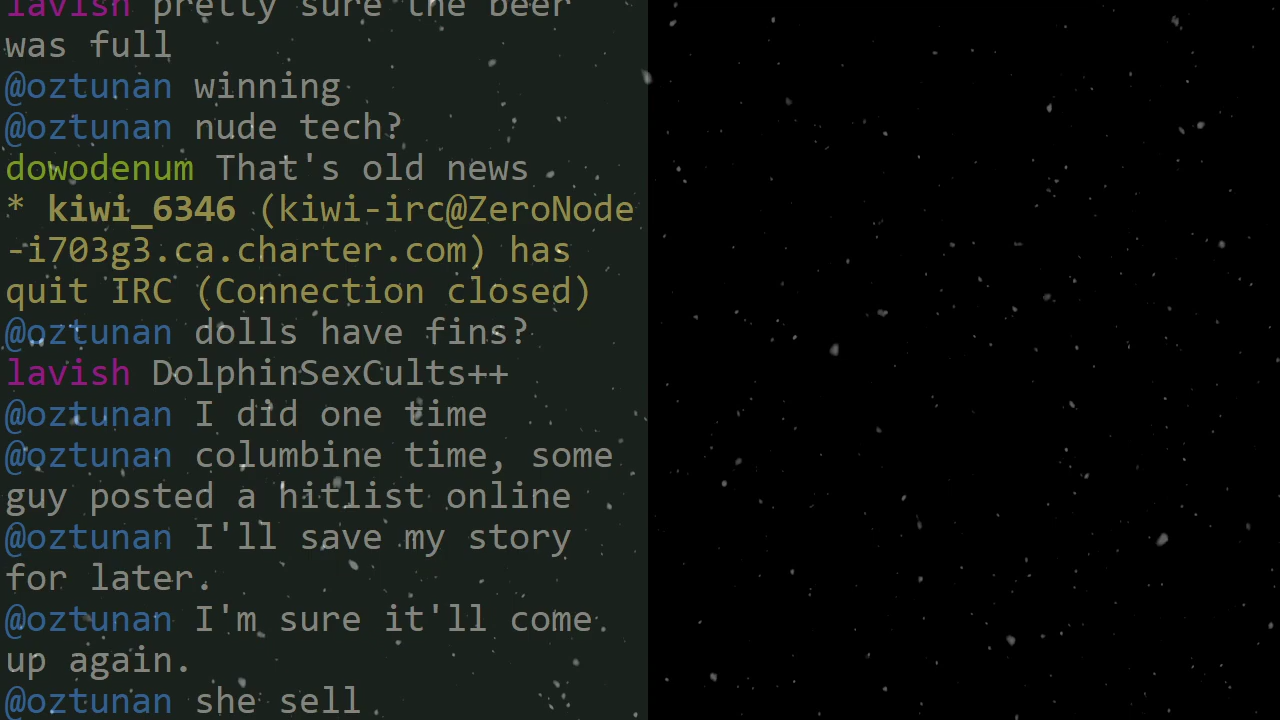 lavish pretty sure the beer
was full
@oztunan winning
@oztunan nude tech?
dowodenum That's old news
* kiwi_6346 (kiwi-irc@ZeroNode
-i703g3.ca.charter.com) has
quit IRC (Connection closed)
@oztunan dolls have fins?
lavish DolphinSexCults++
@oztunan I did one time
@oztunan columbine time, some
guy posted a hitlist online
@oztunan I'll save my story
for later.
@oztunan I'm sure it'll come
up again.
@oztunan she sell